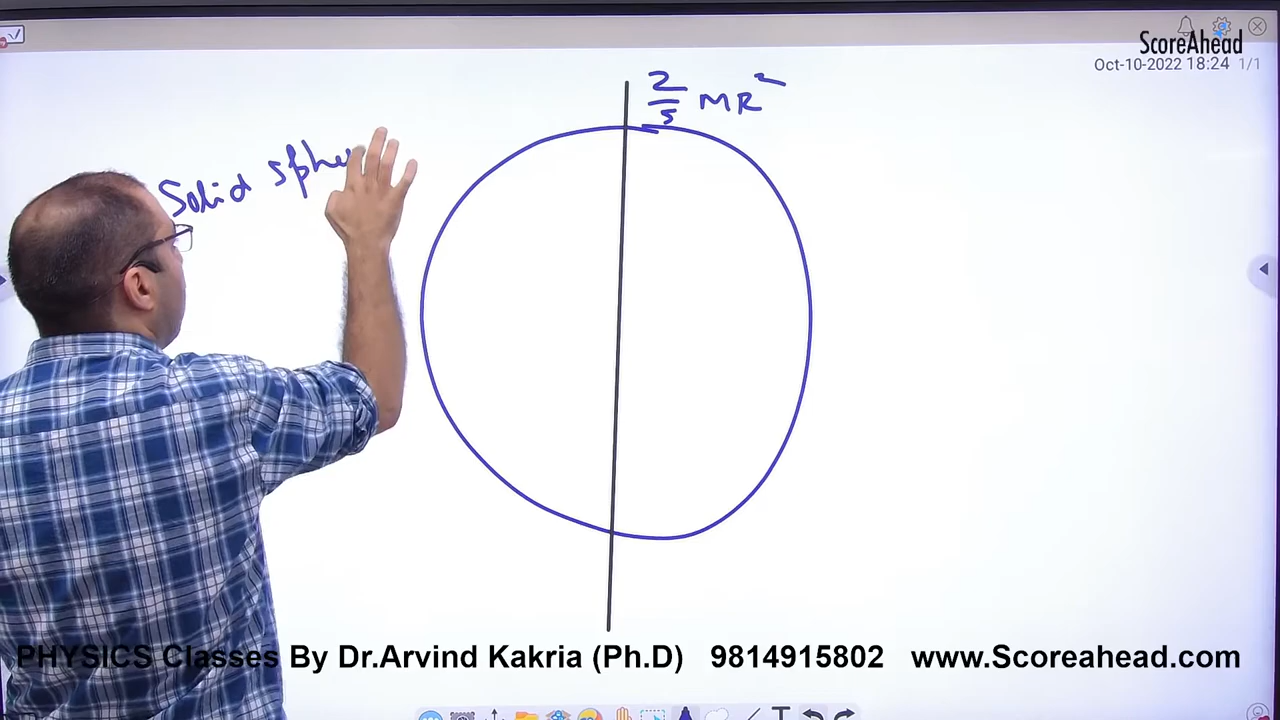 ScoreAhead
Oct-10-2022 18:24 1/1
2/5 MR²
Solid
PHYSICS Classes By Dr.Arvind Kakria (Ph.D) 9814915802 www.Scoreahead.com